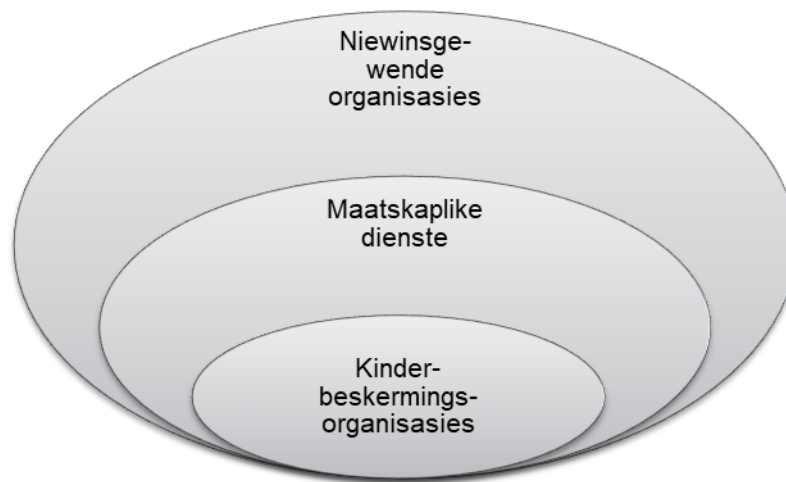 Niewinsge-
wende
organisasies
Maatskaplike
dienste
Kinder-
beskermings-
organisasies